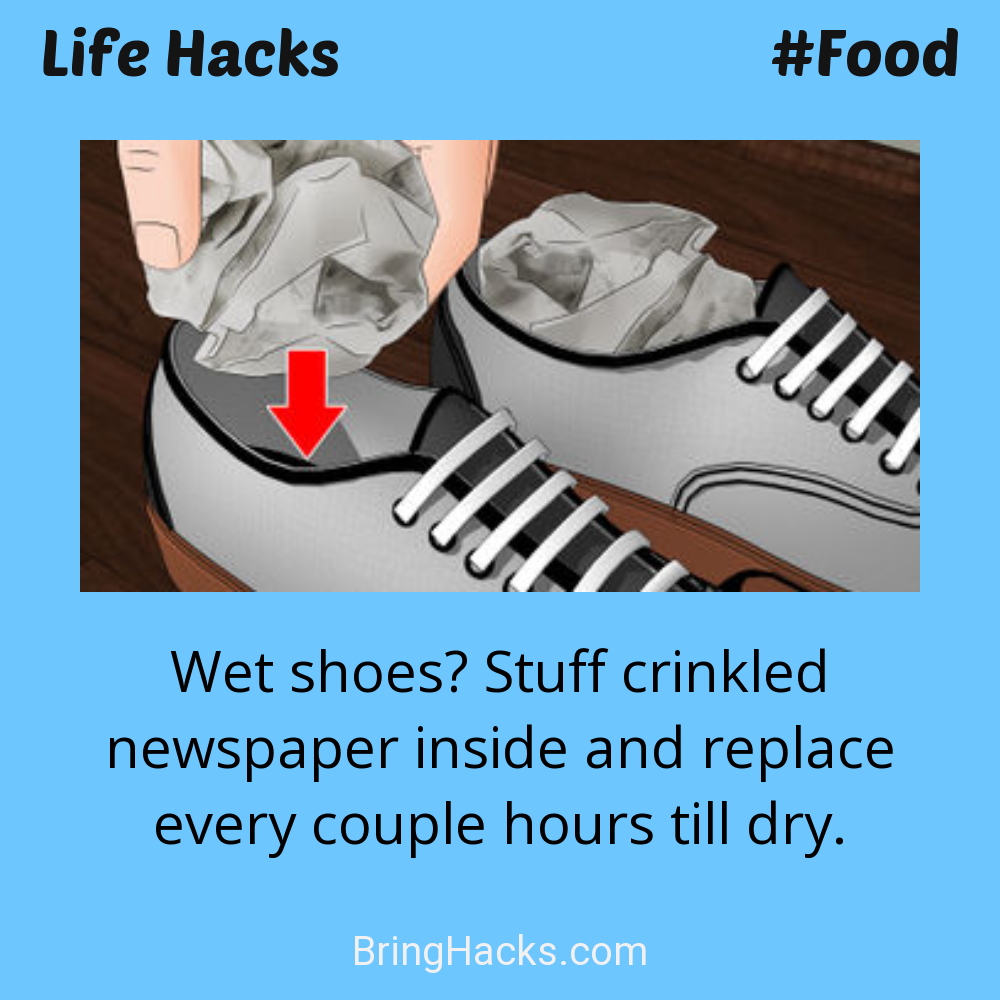 Life Hacks
#Food
Wet shoes? Stuff crinkled
newspaper inside and replace
every couple hours till dry.
BringHacks.com